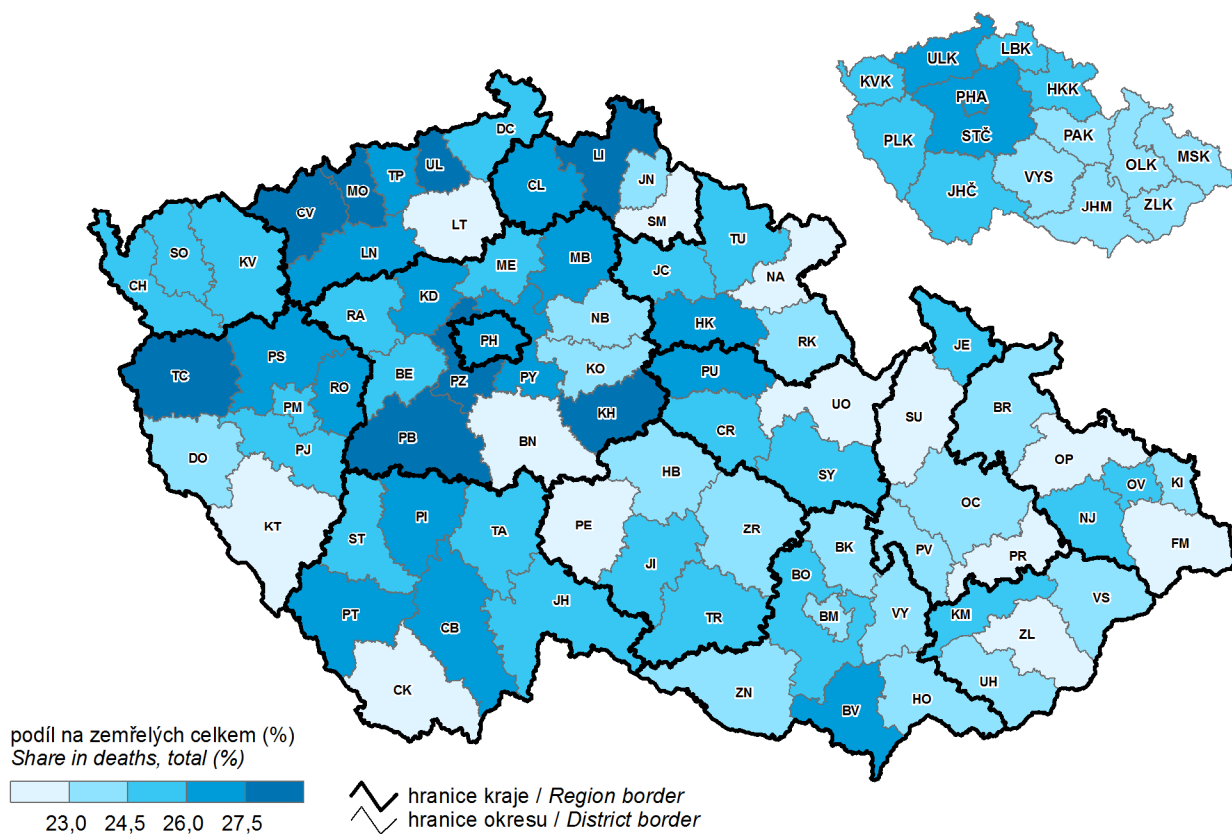 ULK
LBK
KVK
PHA
HKK
STČ
PLK
PAK
OLK
MSK
VYS
JHČ
JHM
ZLK
DC
LI
UL
MO
TP
CL
JN
CV
LT
SM
TU
SO
KV
LN
ME
MB
JC
NA
CH
KD
RA
NB
HK
PH
RK
JE
PS
TC
RO
BE
PZ
PY
KO
PU
PM
KH
UO
SU
BR
PB
BN
CR
DO
PJ
HB
SY
OP
OV
KI
OC
KT
PI
ST
TA
PE
ZR
NJ
JI
BK
PV
PR
FM
BO
JH
VS
PT
CB
TR
BM
VY
KM
ZL
CK
ZN
BV
HO
UH
podíl na zemřelých celkem (%)
Share in deaths, total (%)
23,0 24,5 26,0 27,5
hranice kraje / Region border
hranice okresu / District border